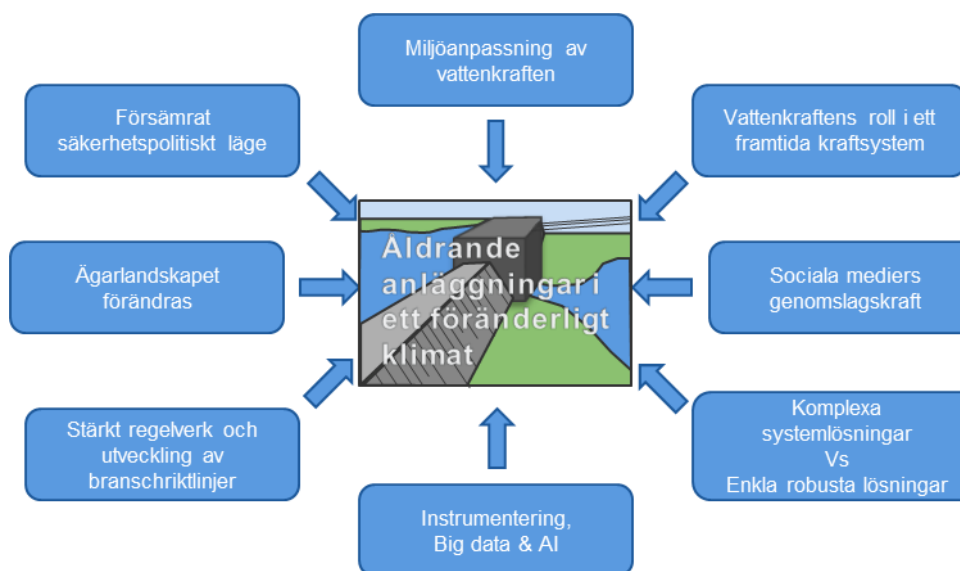 Miljöanpassning av
vattenkraften
Försämrat
säkerhetspolitiskt läge
Vattenkraftens roll i ett
framtida kraftsystem
Åldrande
anläggningar i
ett föränderligt
klimat
Ägarlandskapet
förändras
Sociala mediers
genomslagskraft
Stärkt regelverk och
utveckling av
branschriktlinjer
Komplexa
systemlösningar
Vs
Enkla robusta lösningar
Instrumentering,
Big data & AI